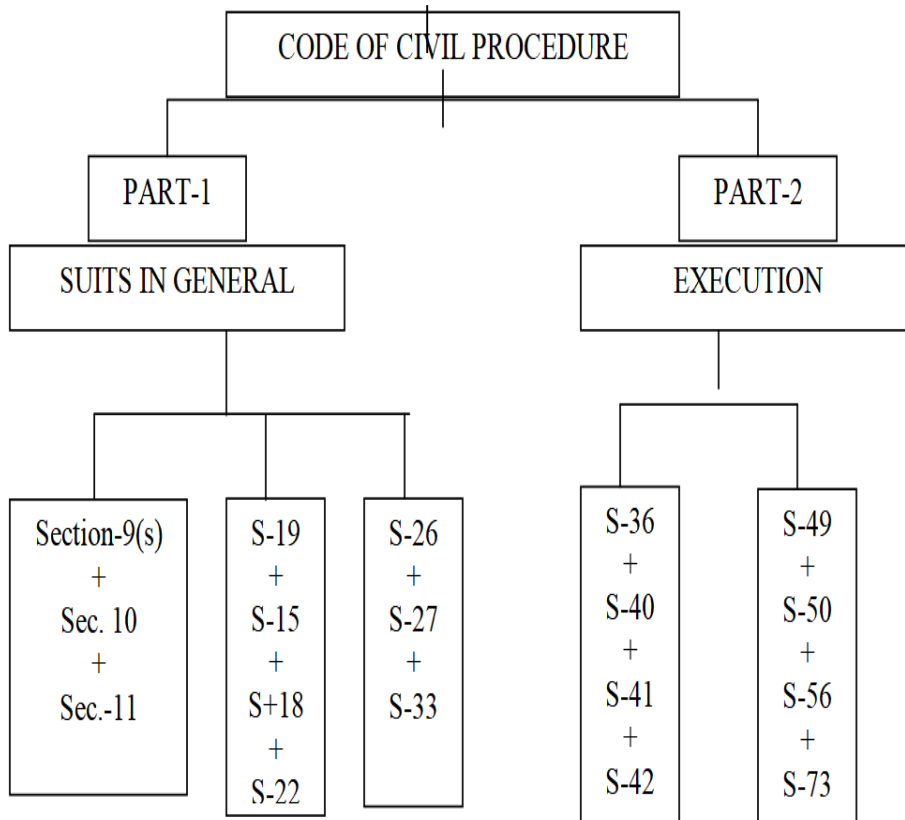 CODE OF CIVIL PROCEDURE
PART-1
PART-2
SUITS IN GENERAL
EXECUTION
Section-9(s)
+
Sec. 10
+
Sec.-11
S-19
+
S-15
+
S+18
+
S-22
S-26
+
S-27
+
S-33
S-36
+
S-40
+
S-41
+
S-42
S-49
+
S-50
+
S-56
+
S-73